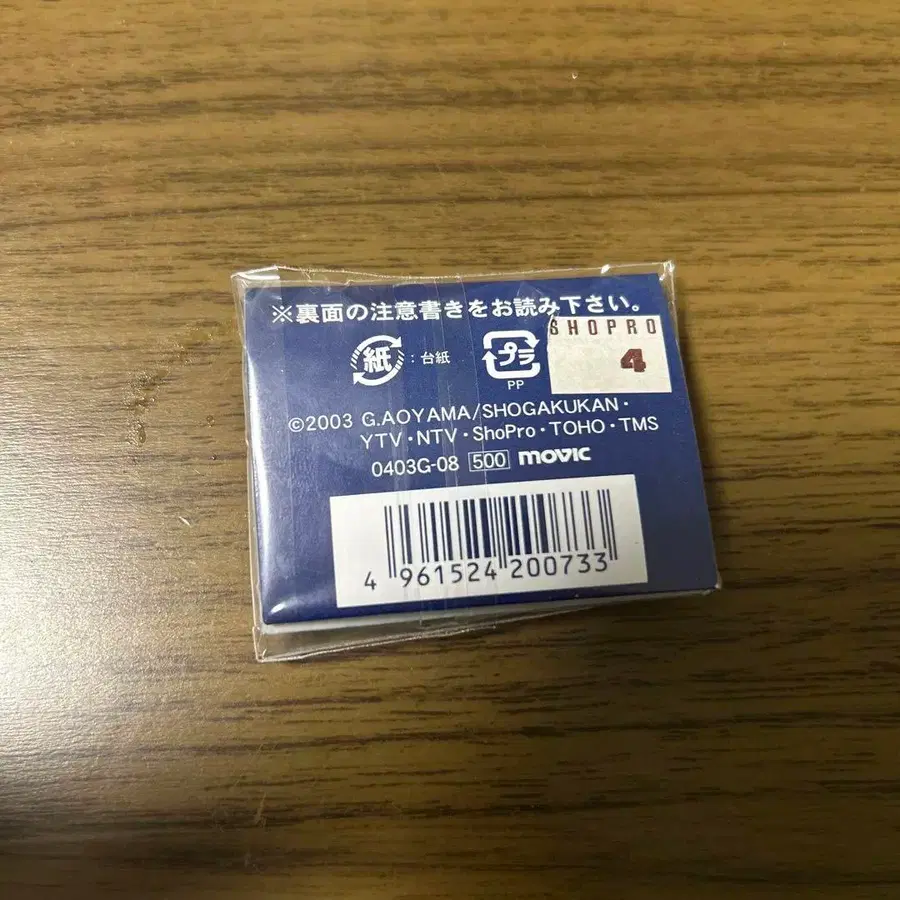 ※裏面の注意書きをお読み下さい。
紙 : 台紙
プラ
PP
SHOPRO
4
©2003 G.AOYAMA/SHOGAKUKAN・
YTV・NTV・ShoPro・TOHO・TMS
0403G-08 500 movic
4 961524 200733